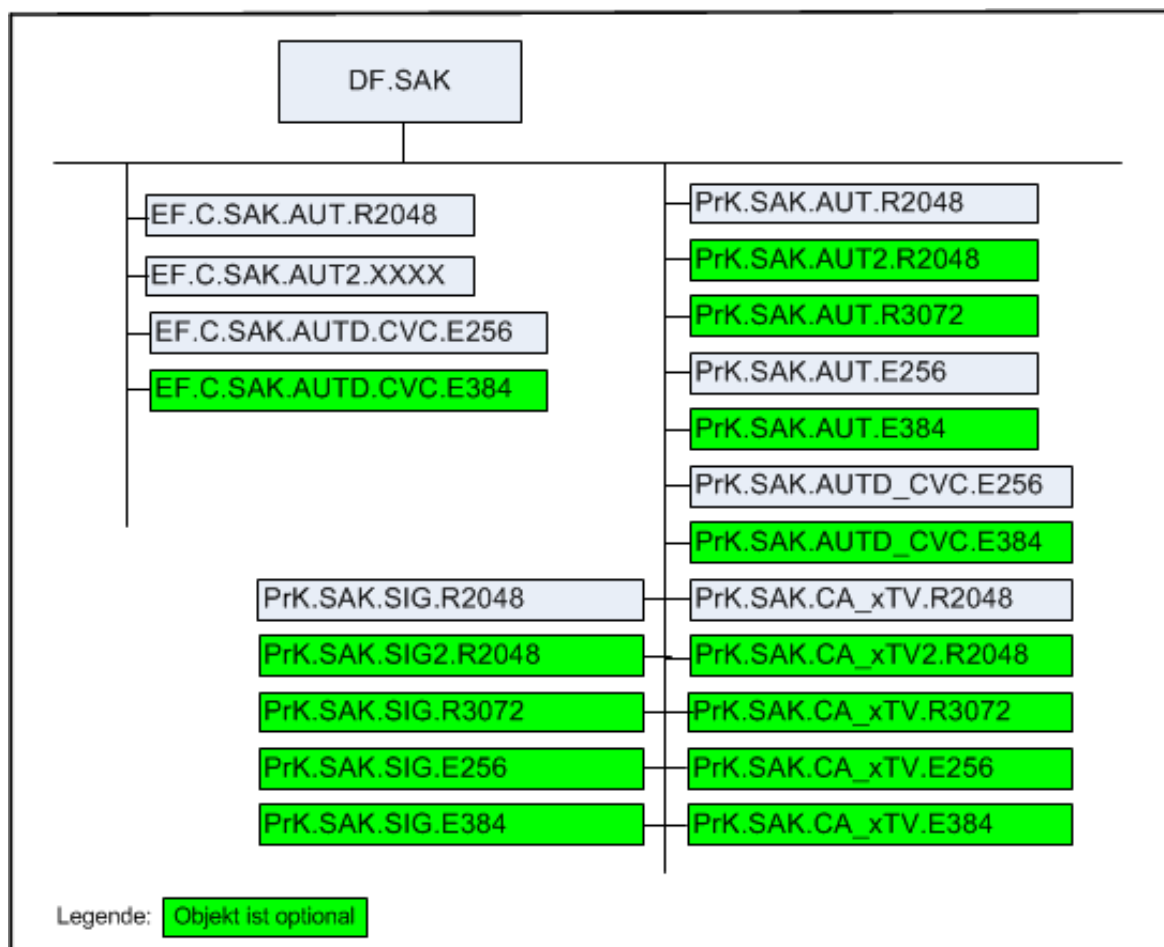 DF.SAK
EF.C.SAK.AUT.R2048
EF.C.SAK.AUT2.XXXX
EF.C.SAK.AUTD.CVC.E256
EF.C.SAK.AUTD.CVC.E384
PrK.SAK.AUT.R2048
PrK.SAK.AUT2.R2048
PrK.SAK.AUT.R3072
PrK.SAK.AUT.E256
PrK.SAK.AUT.E384
PrK.SAK.AUTD_CVC.E256
PrK.SAK.AUTD_CVC.E384
PrK.SAK.SIG.R2048
PrK.SAK.CA_xTV.R2048
PrK.SAK.SIG2.R2048
PrK.SAK.CA_xTV2.R2048
PrK.SAK.SIG.R3072
PrK.SAK.CA_xTV.R3072
PrK.SAK.SIG.E256
PrK.SAK.CA_xTV.E256
PrK.SAK.SIG.E384
PrK.SAK.CA_xTV.E384
Legende: Objekt ist optional